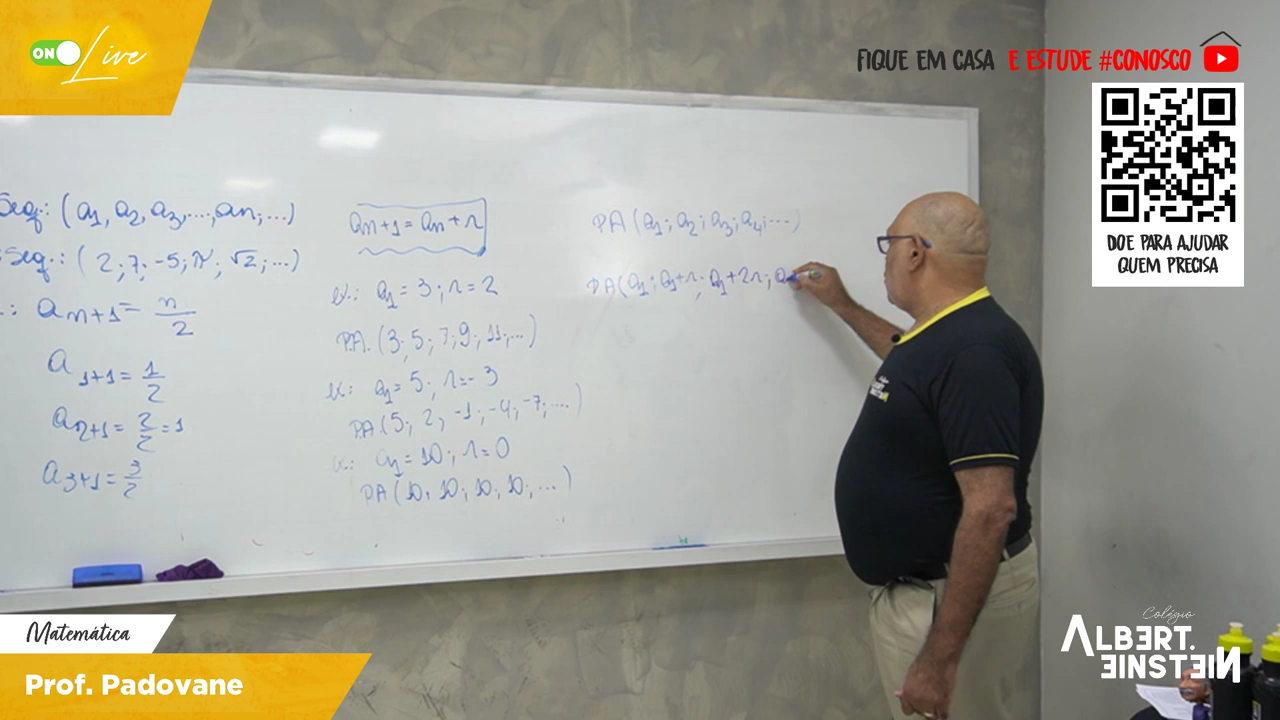 ON Live
FIQUE EM CASA E ESTUDE #CONOSCO
DOE PARA AJUDAR
QUEM PRECISA
Seq.: (a1, a2, a3, ..., an; ...)
Seq.: (2; 7; -5; π; √2; ...)
an+1 = n/2
a1+1 = 1/2
a2+1 = 2/2 = 1
a3+1 = 3/2
an+1 = an + r
ex.: a1 = 3; r = 2
P.A. (3; 5; 7; 9; 11; ...)
ex: a1 = 5; r = -3
PA (5; 2; -1; -4; -7; ....)
ex.: a1 = 10; r = 0
PA (10; 10; 10; 10; ...)
PA (a1; a2; a3; a4; ...)
PA (a1; a1+r; a1+2r; a
Matemática
Prof. Padovane
Colégio
ALBERT.
EINSTEIN